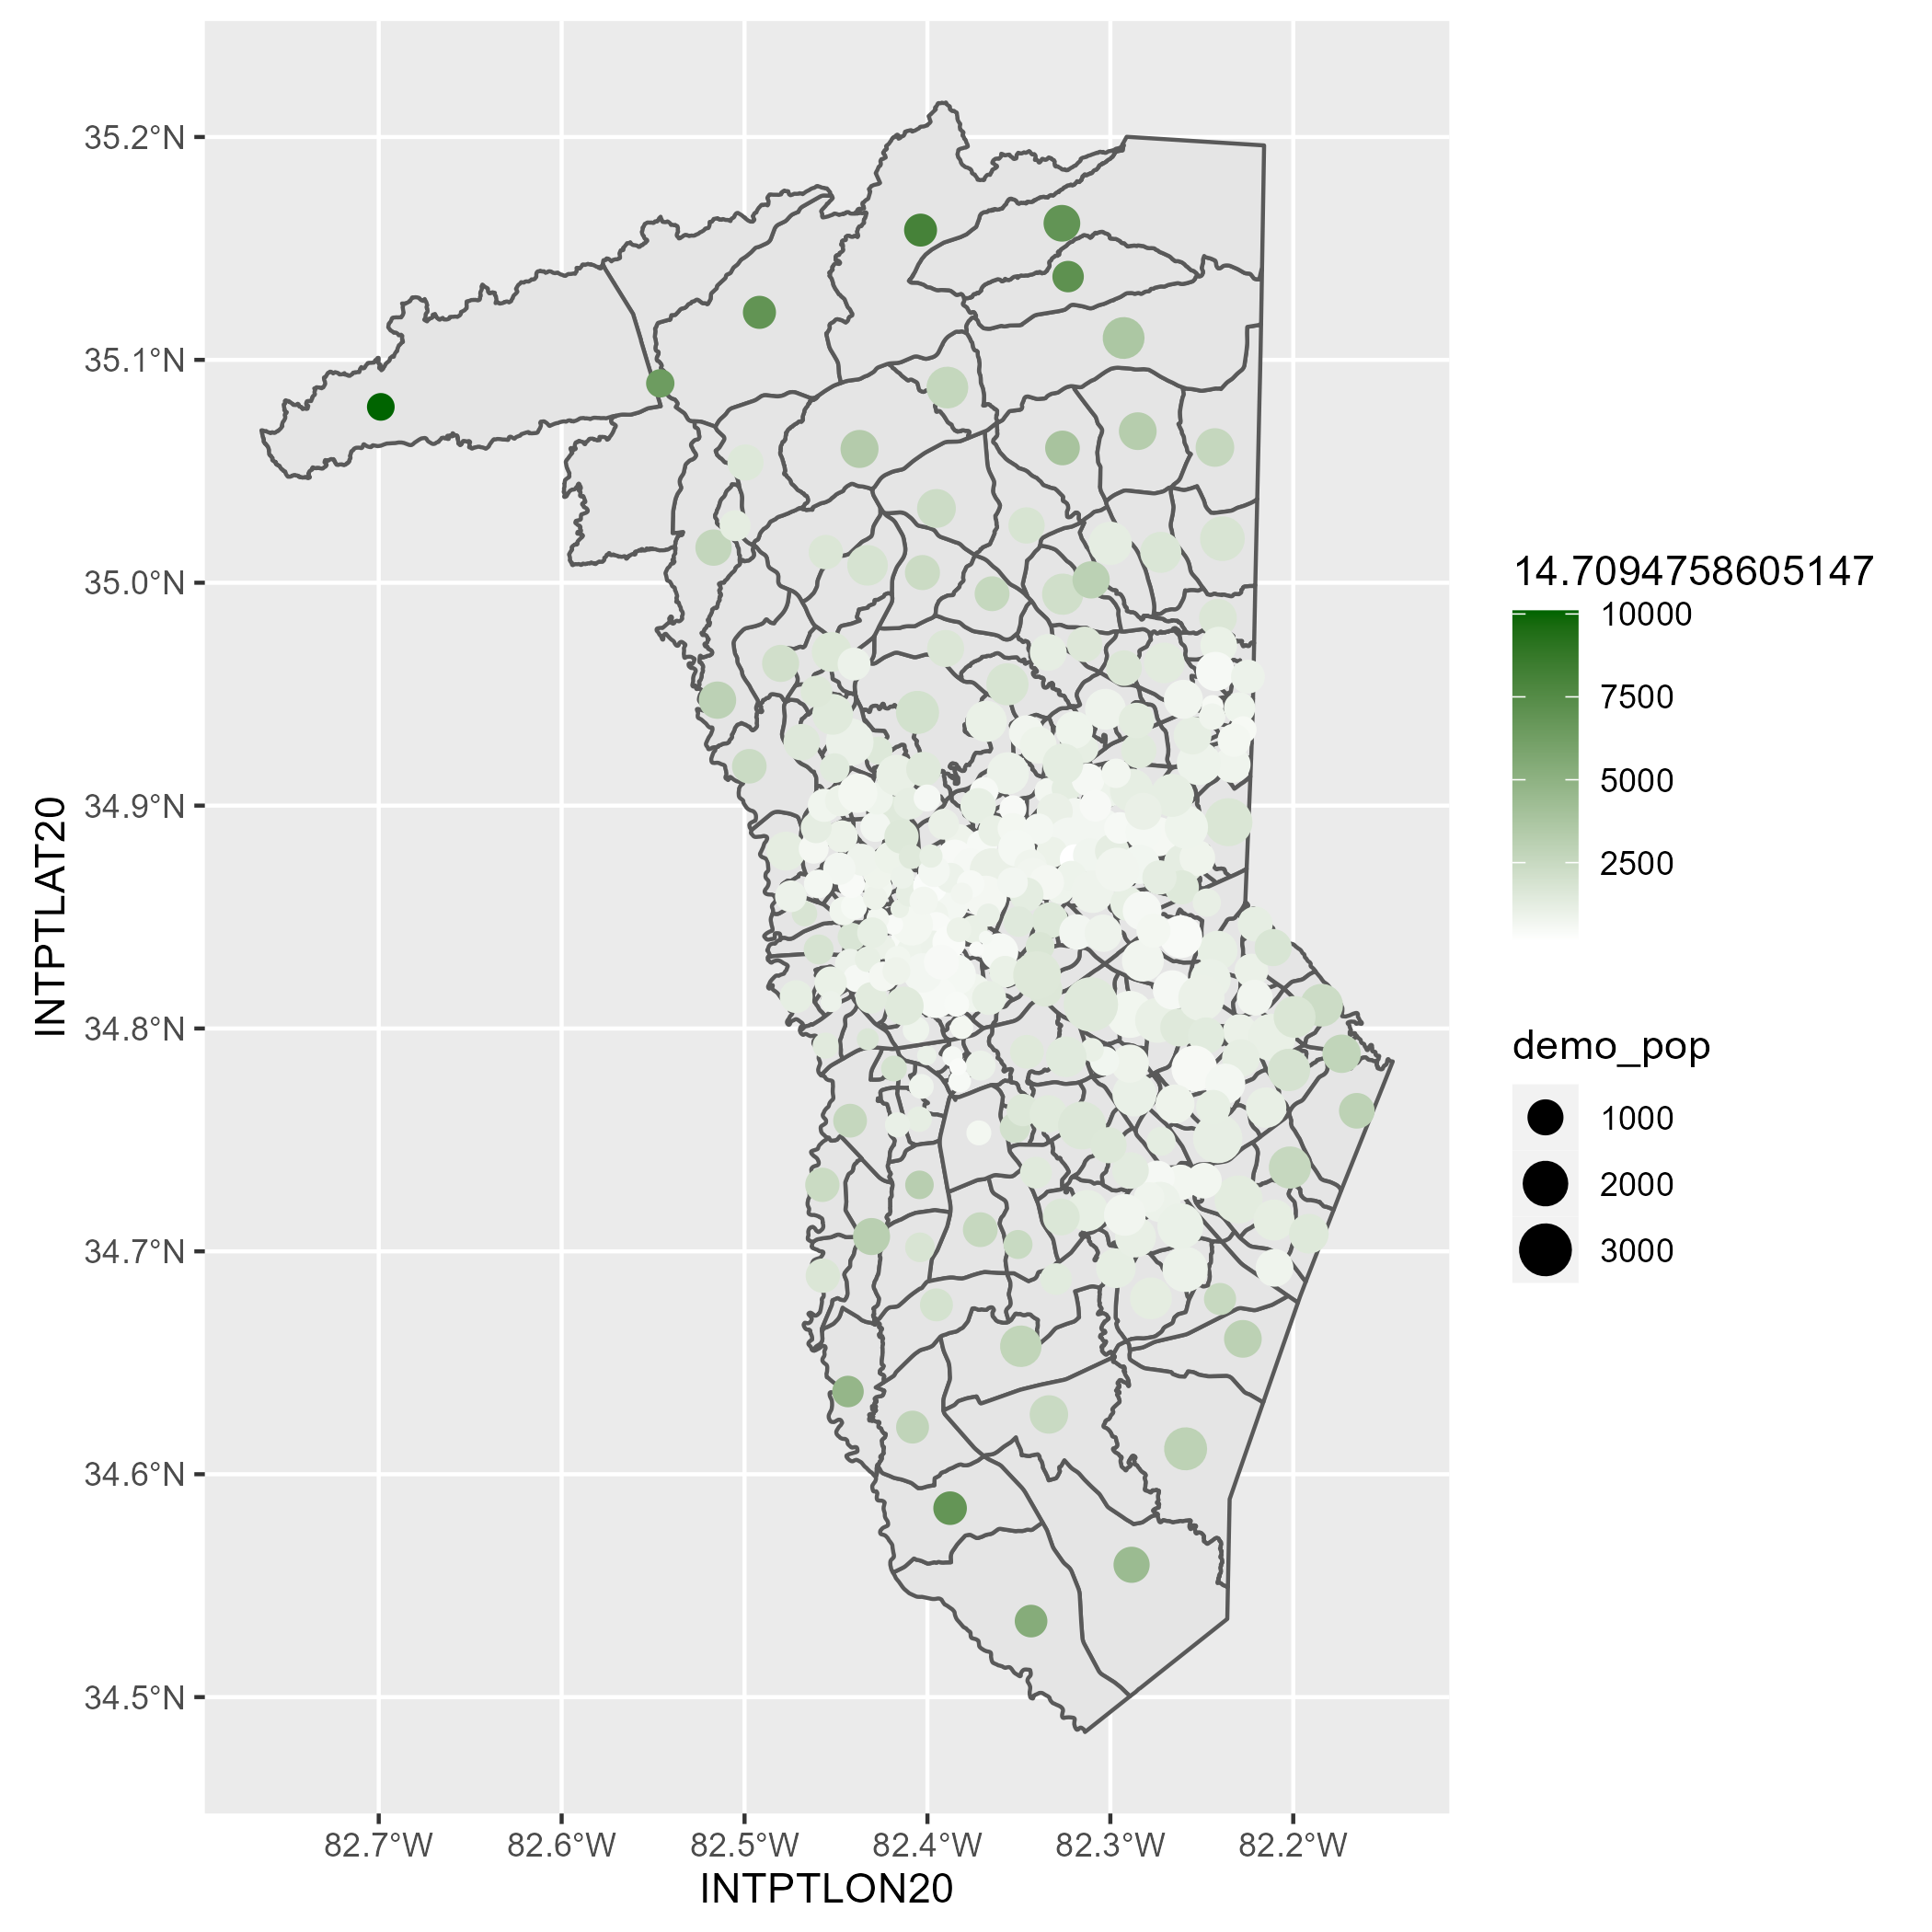 35.2°N
35.1°N
35.0°N
34.9°N
34.8°N
34.7°N
34.6°N
34.5°N
INTPTLAT20
82.7°W 82.6°W 82.5°W 82.4°W 82.3°W 82.2°W
INTPTLON20
14.7094758605147
10000
7500
5000
2500
demo_pop
1000
2000
3000